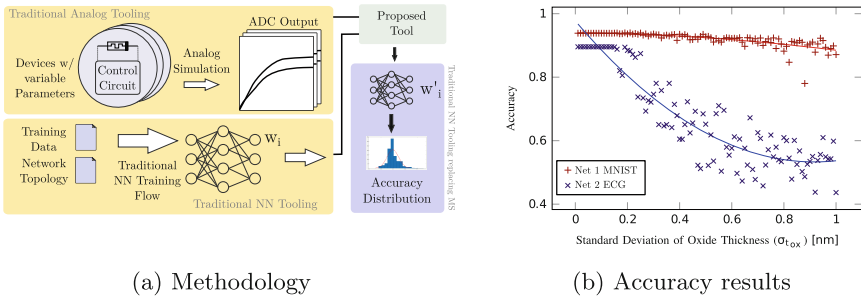 Traditional Analog Tooling
Devices w/
variable
Parameters
Control
Circuit
Analog
Simulation
ADC Output
Training
Data
Network
Topology
Traditional
NN Training
Flow
wᵢ
Traditional NN Tooling
Proposed
Tool
w'ᵢ
Accuracy
Distribution
Traditional NN Tooling replacing MS
(a) Methodology
Accuracy
1
0.8
0.6
0.4
0 0.2 0.4 0.6 0.8 1
Net 1 MNIST
Net 2 ECG
Standard Deviation of Oxide Thickness (σₜₒₓ) [nm]
(b) Accuracy results